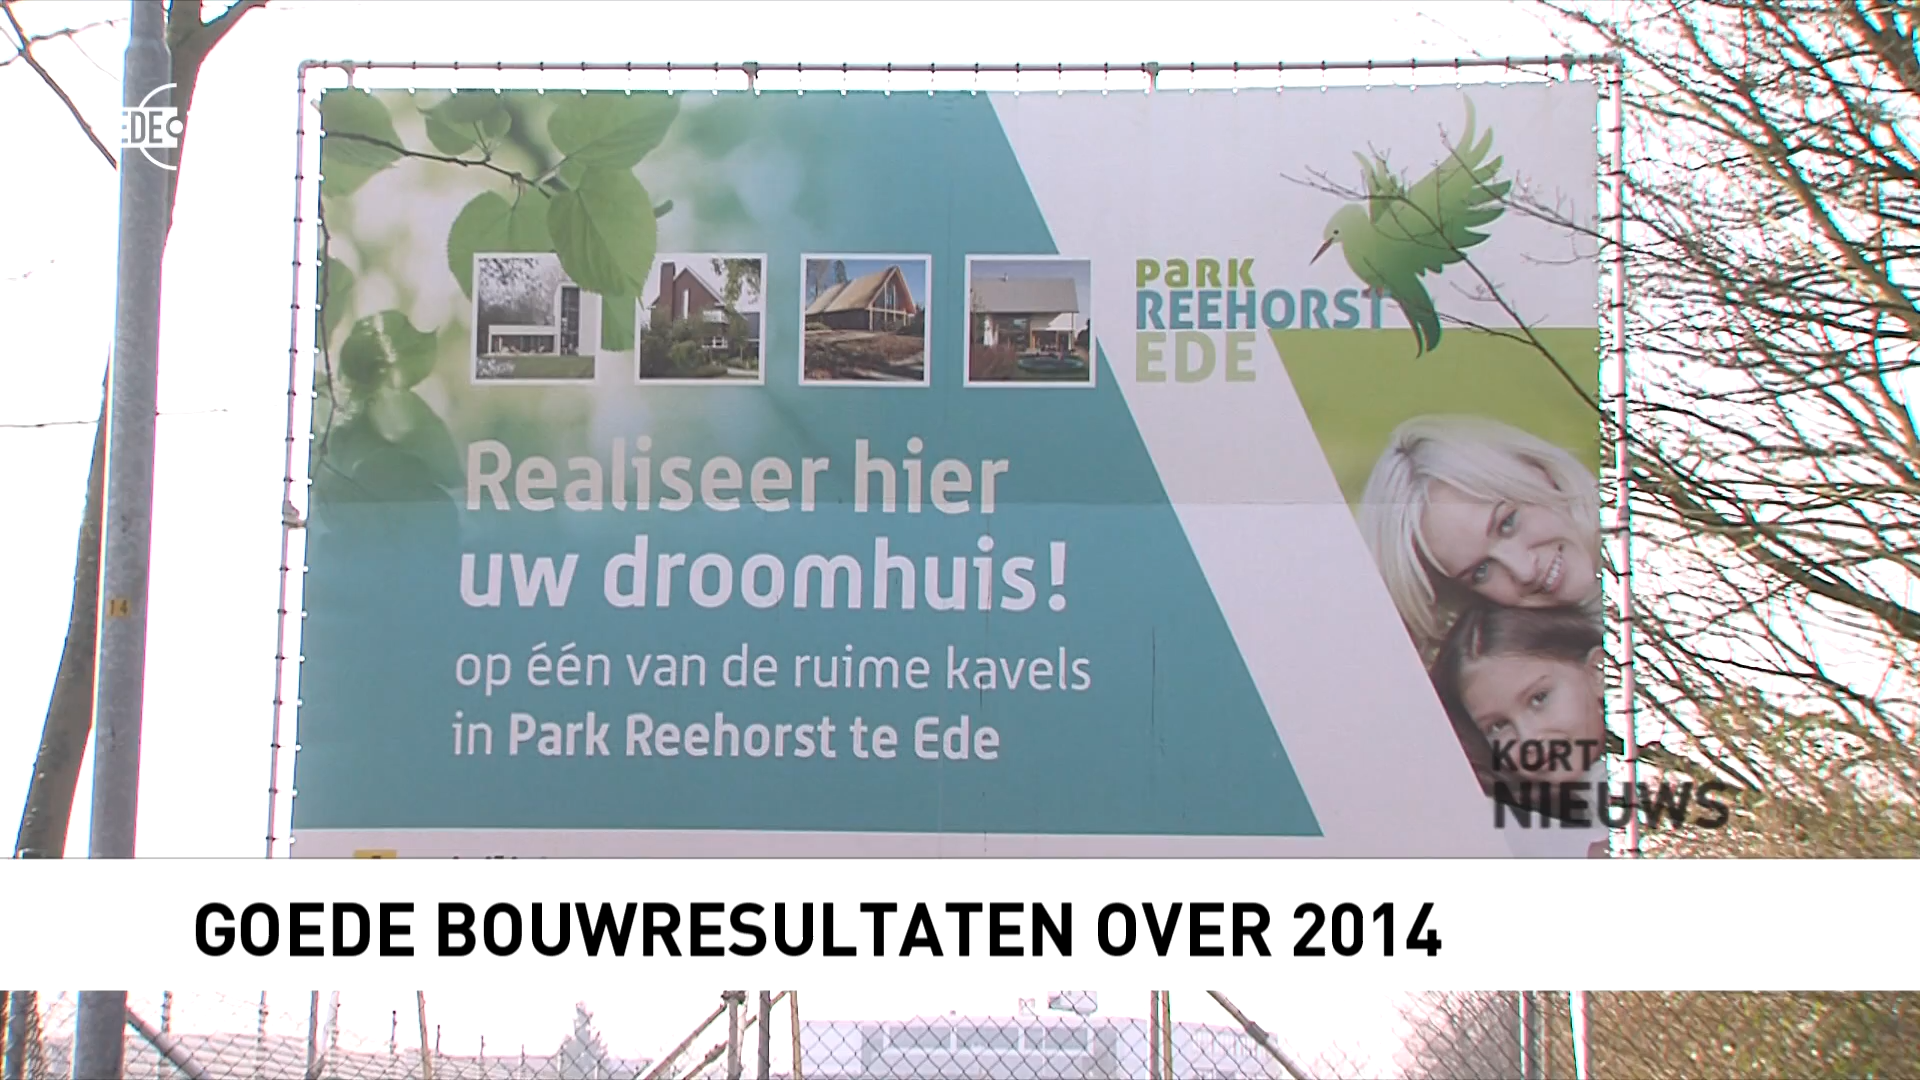 EDE
PARK
REEHORST
EDE
Realiseer hier
uw droomhuis!
op één van de ruime kavels
in Park Reehorst te Ede
14
KORT
NIEUWS
GOEDE BOUWRESULTATEN OVER 2014